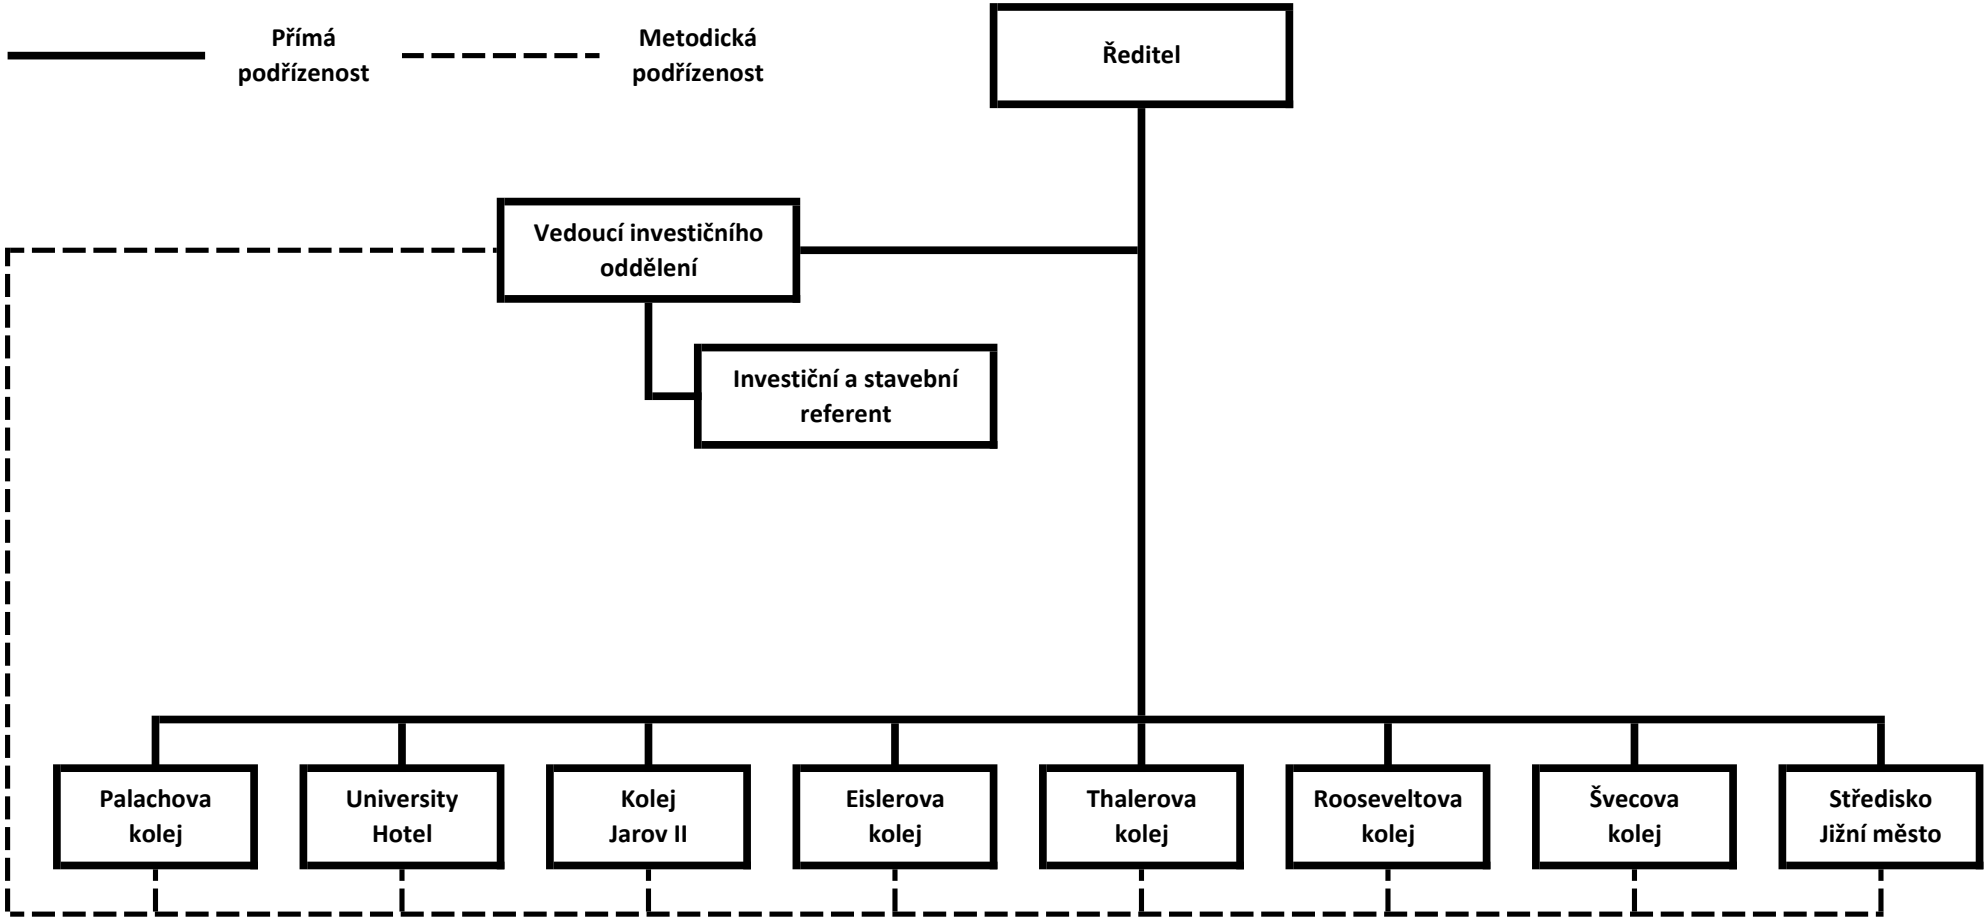 Přímá
podřízenost
Metodická
podřízenost
Ředitel
Vedoucí investičního
oddělení
Investiční a stavební
referent
Palachova
kolej
University
Hotel
Kolej
Jarov II
Eislerova
kolej
Thalerova
kolej
Rooseveltova
kolej
Švecova
kolej
Středisko
Jižní město